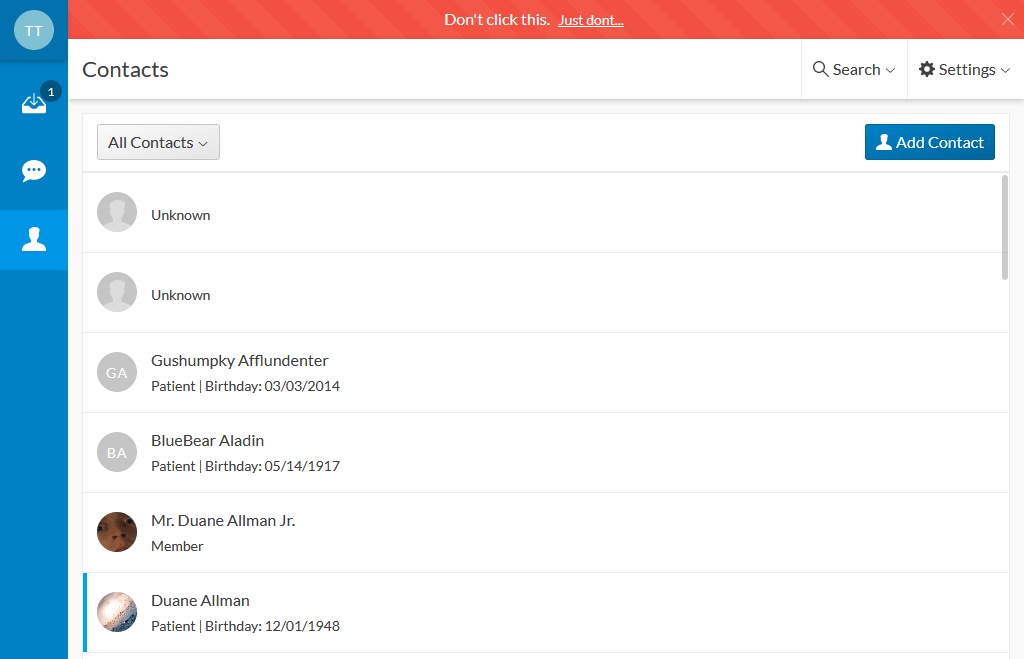 TT
Don't click this. Just dont...
1
Contacts
Search
Settings
All Contacts
Add Contact
Unknown
Unknown
GA
Gushumpky Afflundenter
Patient | Birthday: 03/03/2014
BA
BlueBear Aladin
Patient | Birthday: 05/14/1917
Mr. Duane Allman Jr.
Member
Duane Allman
Patient | Birthday: 12/01/1948